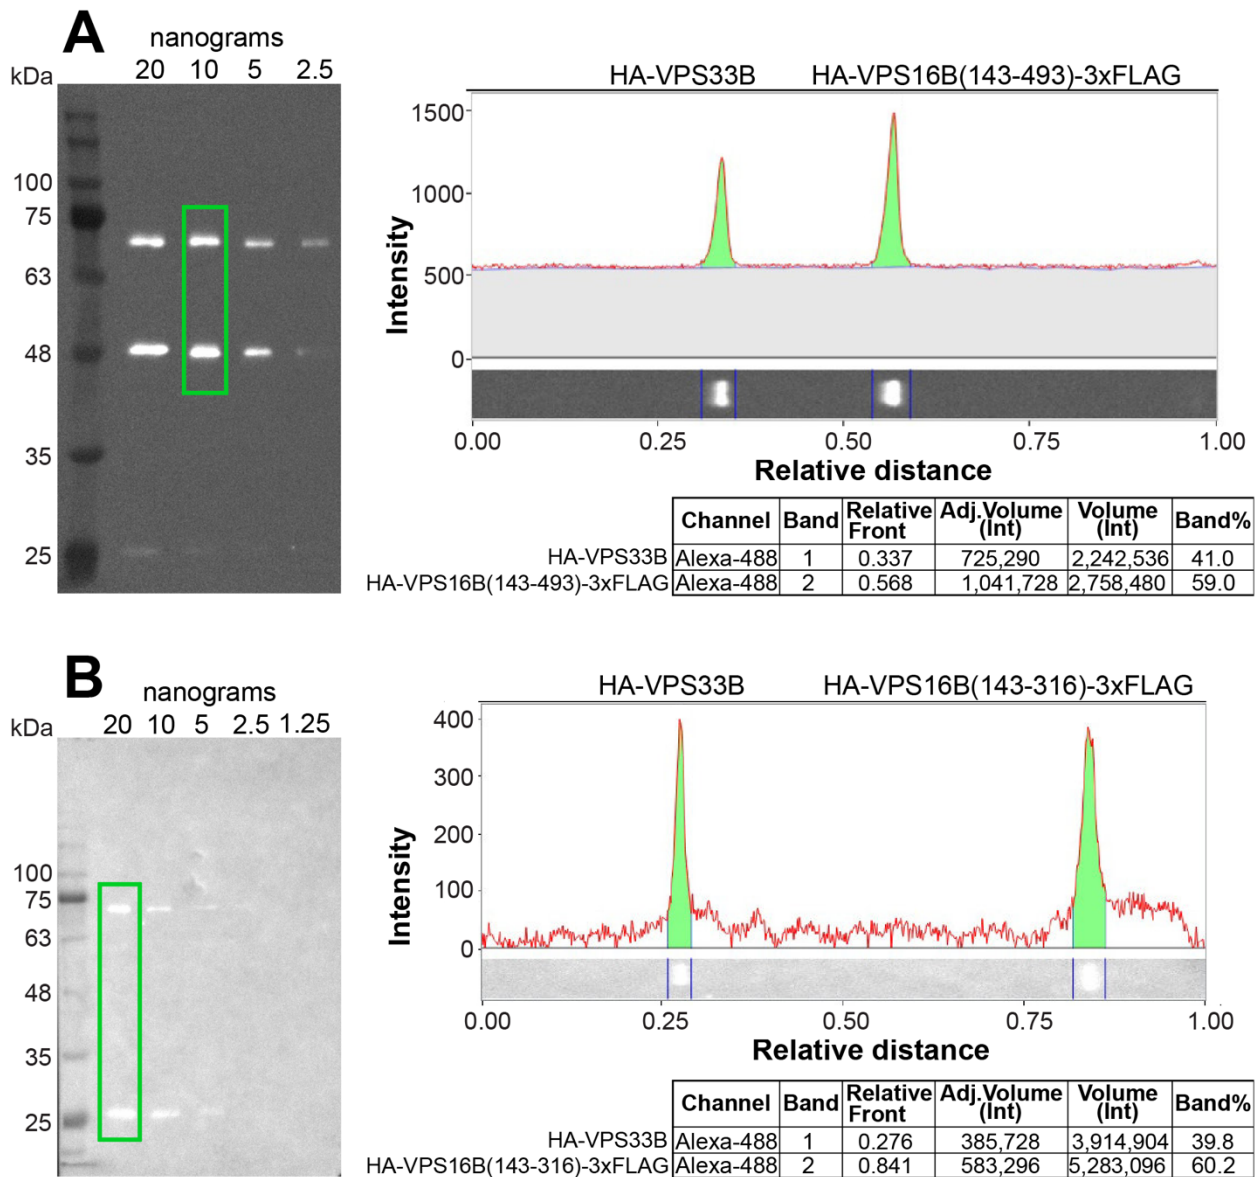 A
nanograms
kDa 20 10 5 2.5
100
75
63
48
35
25
HA-VPS33B HA-VPS16B(143-493)-3xFLAG
1500
1000
500
0
Intensity
0.00 0.25 0.50 0.75 1.00
Relative distance
Channel Band Relative Front Adj.Volume (Int) Volume (Int) Band%
HA-VPS33B Alexa-488 1 0.337 725,290 2,242,536 41.0
HA-VPS16B(143-493)-3xFLAG Alexa-488 2 0.568 1,041,728 2,758,480 59.0
B
nanograms
kDa 20 10 5 2.5 1.25
100
75
63
48
35
25
HA-VPS33B HA-VPS16B(143-316)-3xFLAG
400
300
200
100
0
Intensity
0.00 0.25 0.50 0.75 1.00
Relative distance
Channel Band Relative Front Adj.Volume (Int) Volume (Int) Band%
HA-VPS33B Alexa-488 1 0.276 385,728 3,914,904 39.8
HA-VPS16B(143-316)-3xFLAG Alexa-488 2 0.841 583,296 5,283,096 60.2